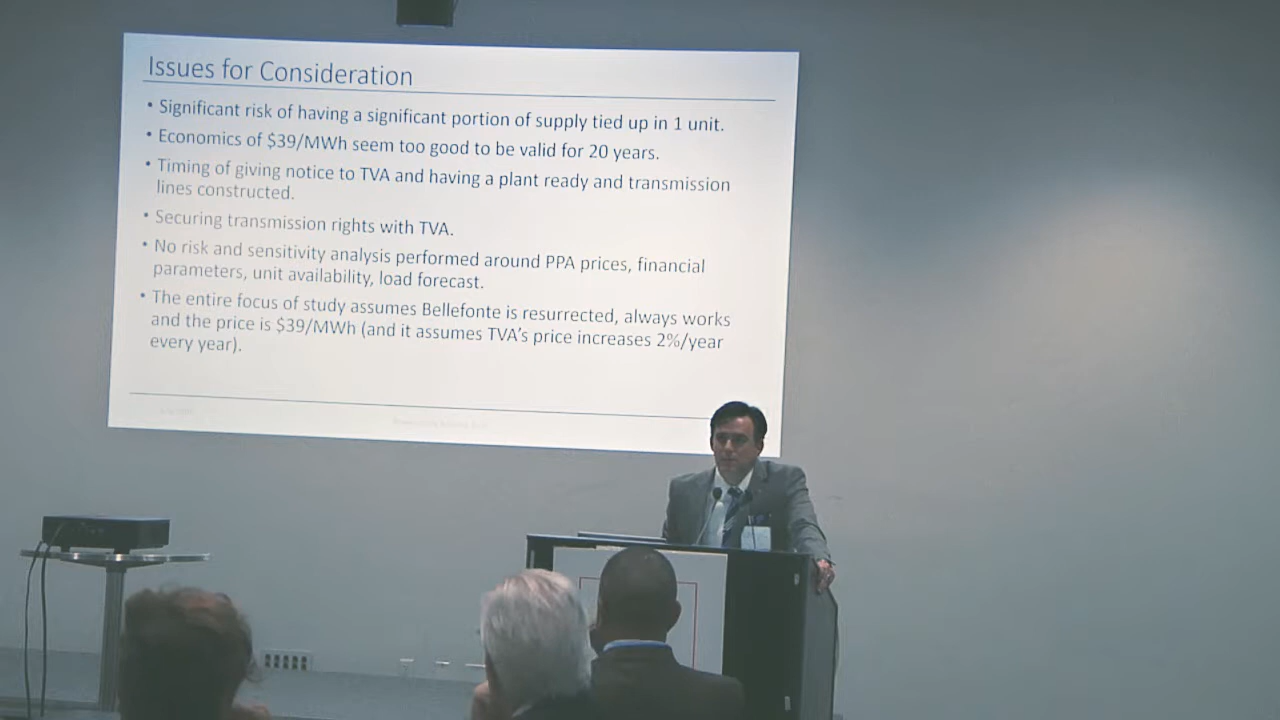 Issues for Consideration
• Significant risk of having a significant portion of supply tied up in 1 unit.
• Economics of $39/MWh seem too good to be valid for 20 years.
• Timing of giving notice to TVA and having a plant ready and transmission
lines constructed.
• Securing transmission rights with TVA.
• No risk and sensitivity analysis performed around PPA prices, financial
parameters, unit availability, load forecast.
• The entire focus of study assumes Bellefonte is resurrected, always works
and the price is $39/MWh (and it assumes TVA's price increases 2%/year
every year).